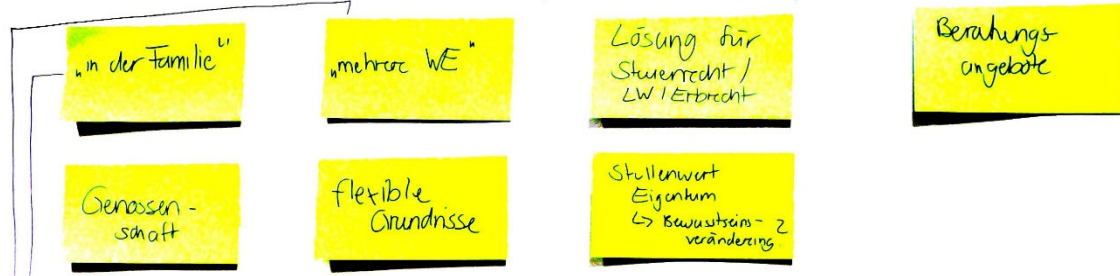 „in der Familie"
„mehrere WE"
Lösung für
Steuerrecht /
LW / Erbrecht
Beratungs-
angebote
Genossen-
schaft
flexible
Grundrisse
Stellenwert
Eigentum
↳ Bewusstseins-
veränderung ?